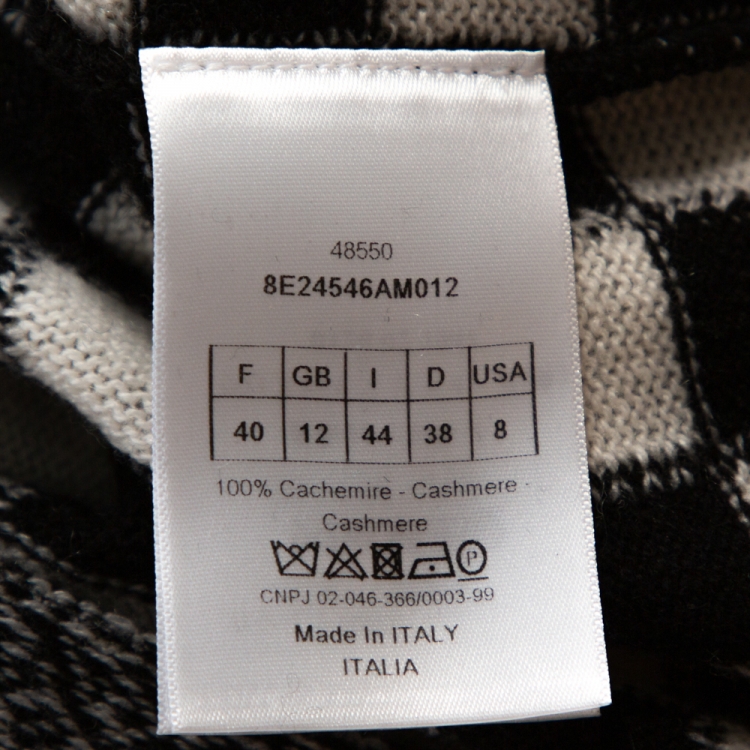 48550
8E24546AM012
F GB I D USA
40 12 44 38 8
100% Cachemire - Cashmere -
Cashmere
P
CNPJ 02-046-366/0003-99
Made In ITALY
ITALIA